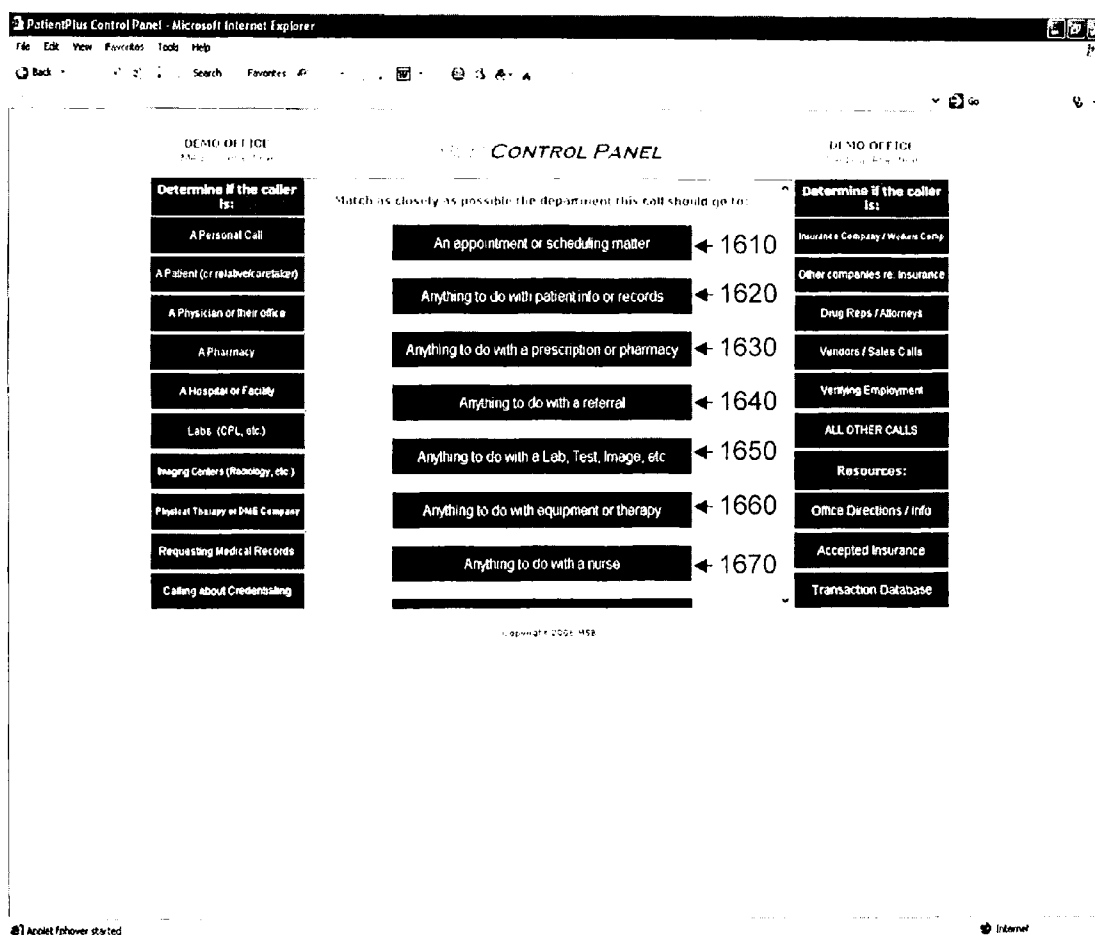 PatientPlus Control Panel - Microsoft Internet Explorer
File Edit View Favorites Tools Help
Back Search Favorites
Go
DEMO OFFICE
CONTROL PANEL
DEMO OFFICE
Determine if the caller
is:
A Personal Call
A Patient (or relative/caretaker)
A Physician or their office
A Pharmacy
A Hospital or Facility
Labs (CPL, etc.)
Imaging Centers (Radiology, etc.)
Physical Therapy or DME Company
Requesting Medical Records
Calling about Credentialing
Match as closely as possible the department this call should go to:
An appointment or scheduling matter 1610
Anything to do with patient info or records 1620
Anything to do with a prescription or pharmacy 1630
Anything to do with a referral 1640
Anything to do with a Lab, Test, Image, etc 1650
Anything to do with equipment or therapy 1660
Anything to do with a nurse 1670
Determine if the caller
is:
Insurance Company / Workers Comp
Other companies re: Insurance
Drug Reps / Attorneys
Vendors / Sales Calls
Verifying Employment
ALL OTHER CALLS
Resources:
Office Directions / Info
Accepted Insurance
Transaction Database
Copyright 2006 MSB
Applet fphover started
Internet